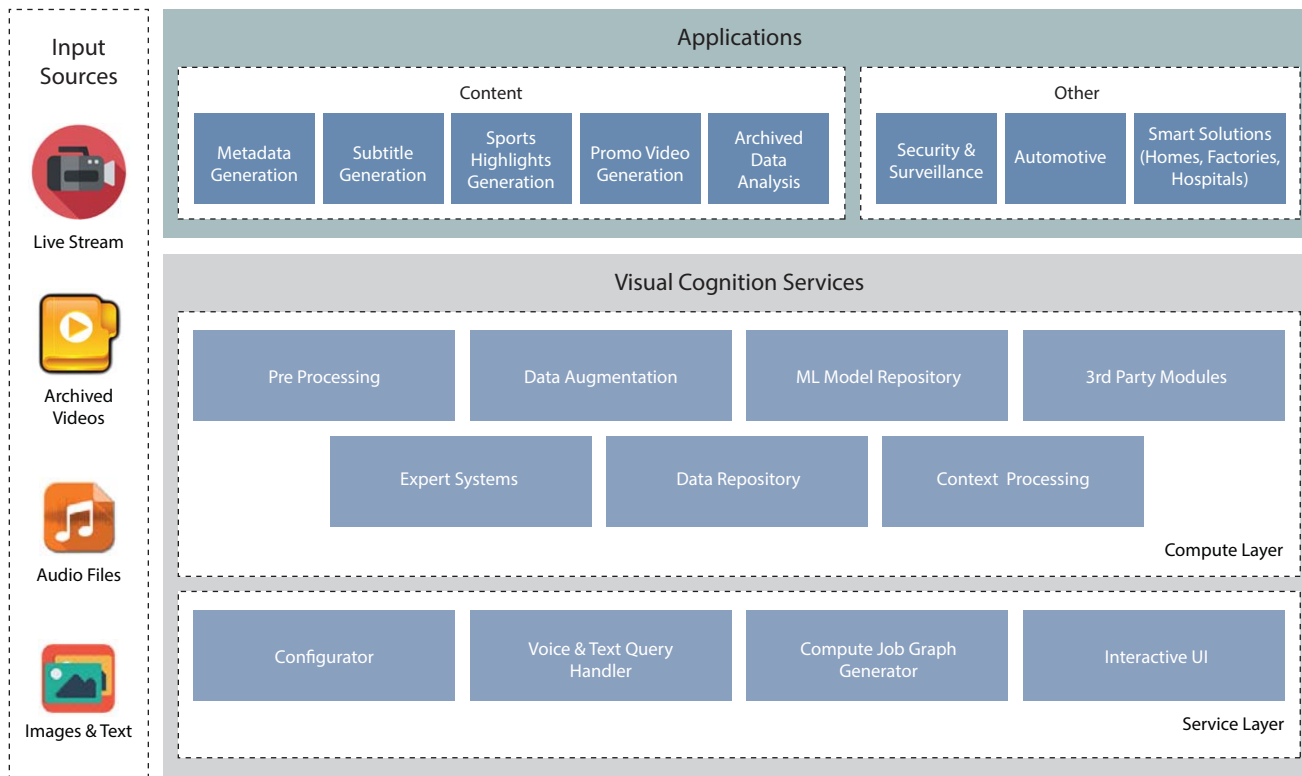 Input
Sources
Live Stream
Archived
Videos
Audio Files
Images & Text
Applications
Content
Metadata
Generation
Subtitle
Generation
Sports
Highlights
Generation
Promo Video
Generation
Archived
Data
Analysis
Other
Security &
Surveillance
Automotive
Smart Solutions
(Homes, Factories,
Hospitals)
Visual Cognition Services
Pre Processing
Data Augmentation
ML Model Repository
3rd Party Modules
Expert Systems
Data Repository
Context Processing
Compute Layer
Configurator
Voice & Text Query
Handler
Compute Job Graph
Generator
Interactive UI
Service Layer